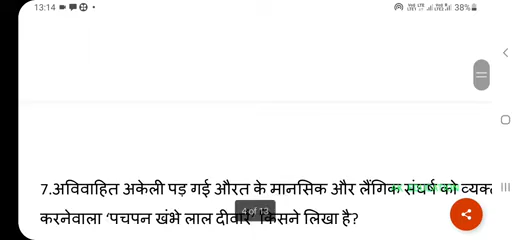 13:14
38%
7.अविवाहित अकेली पड़ गई औरत के मानसिक और लैंगिक संघर्ष को व्यक्त
करनेवाला 'पचपन खंभे लाल दीवारें' किसने लिखा है?
4 of 13